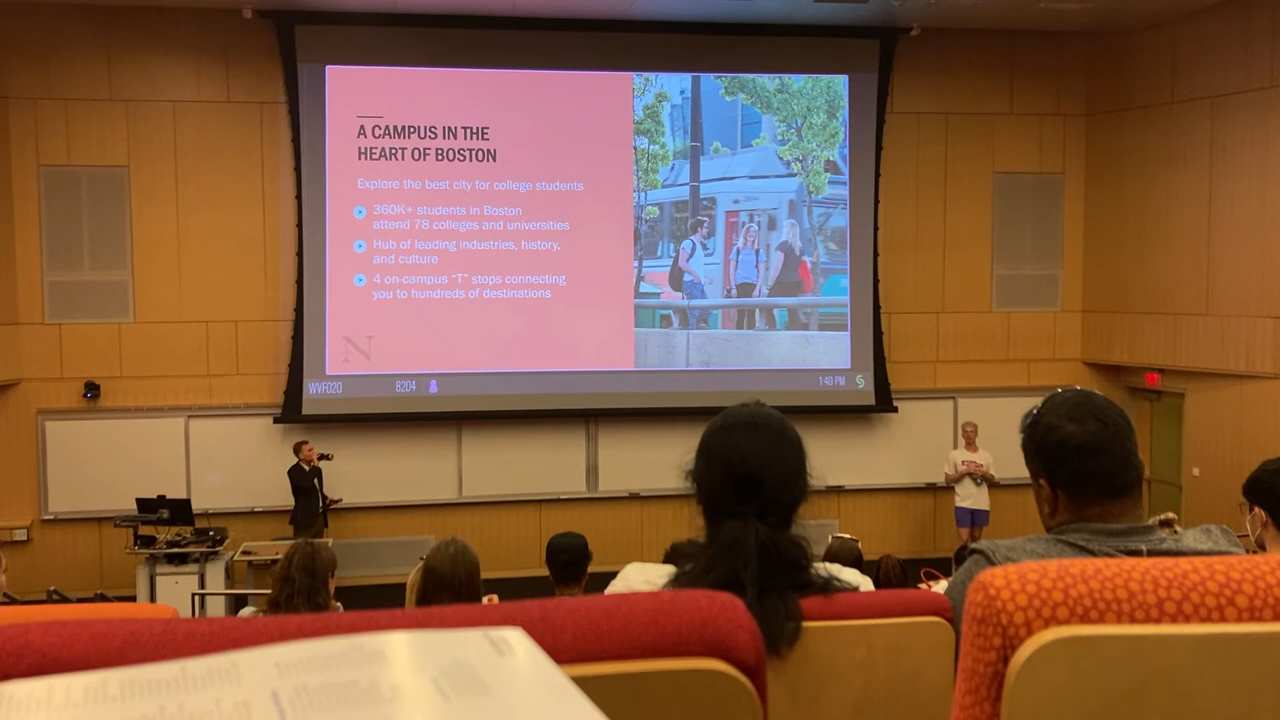 A CAMPUS IN THE
HEART OF BOSTON
Explore the best city for college students
360K+ students in Boston
attend 78 colleges and universities
Hub of leading industries, history,
and culture
4 on-campus “T” stops connecting
you to hundreds of destinations
N
WVF020 8204 1:40 PM